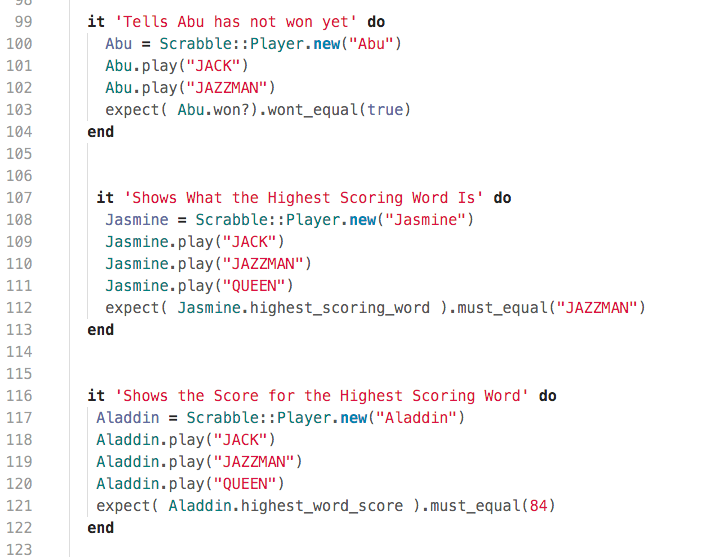 98
99 it 'Tells Abu has not won yet' do
100 Abu = Scrabble::Player.new("Abu")
101 Abu.play("JACK")
102 Abu.play("JAZZMAN")
103 expect( Abu.won?).wont_equal(true)
104 end
105
106
107 it 'Shows What the Highest Scoring Word Is' do
108 Jasmine = Scrabble::Player.new("Jasmine")
109 Jasmine.play("JACK")
110 Jasmine.play("JAZZMAN")
111 Jasmine.play("QUEEN")
112 expect( Jasmine.highest_scoring_word ).must_equal("JAZZMAN")
113 end
114
115
116 it 'Shows the Score for the Highest Scoring Word' do
117 Aladdin = Scrabble::Player.new("Aladdin")
118 Aladdin.play("JACK")
119 Aladdin.play("JAZZMAN")
120 Aladdin.play("QUEEN")
121 expect( Aladdin.highest_word_score ).must_equal(84)
122 end
123